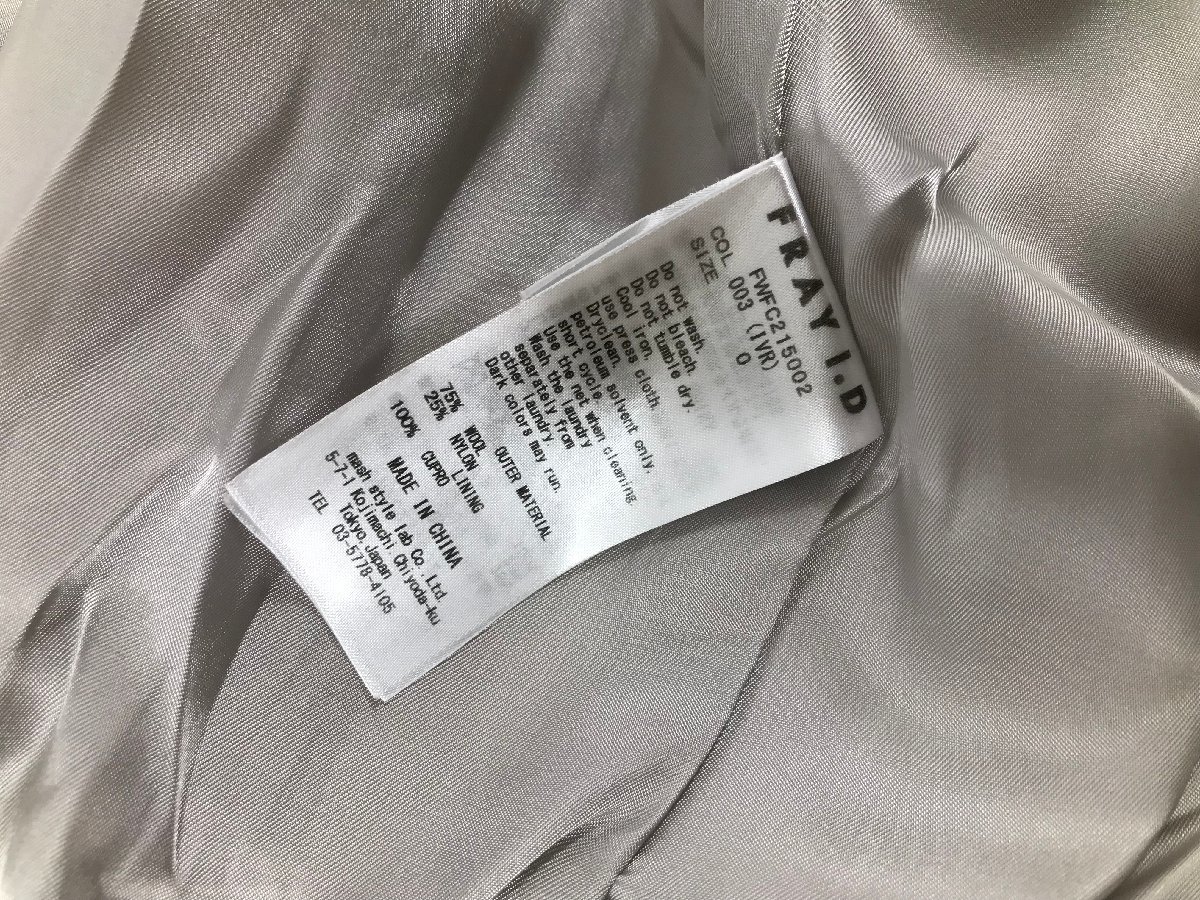 FRAY I.D
FWFC215002
COL 003 (IVR)
SIZE 0
Do not wash.
Do not bleach.
Do not tumble dry.
Cool iron.
use press cloth.
Dryclean.
petroleum solvent only.
short cycle.
Use the net when cleaning.
Wash the laundry
separately from
other laundry.
Dark colors may run.
OUTER MATERIAL
75% WOOL
25% NYLON
LINING
100% CUPRO
MADE IN CHINA
mash style lab Co.,Ltd.
5-7-1 Kojimachi Chiyoda-ku
Tokyo,Japan
TEL 03-5778-4105